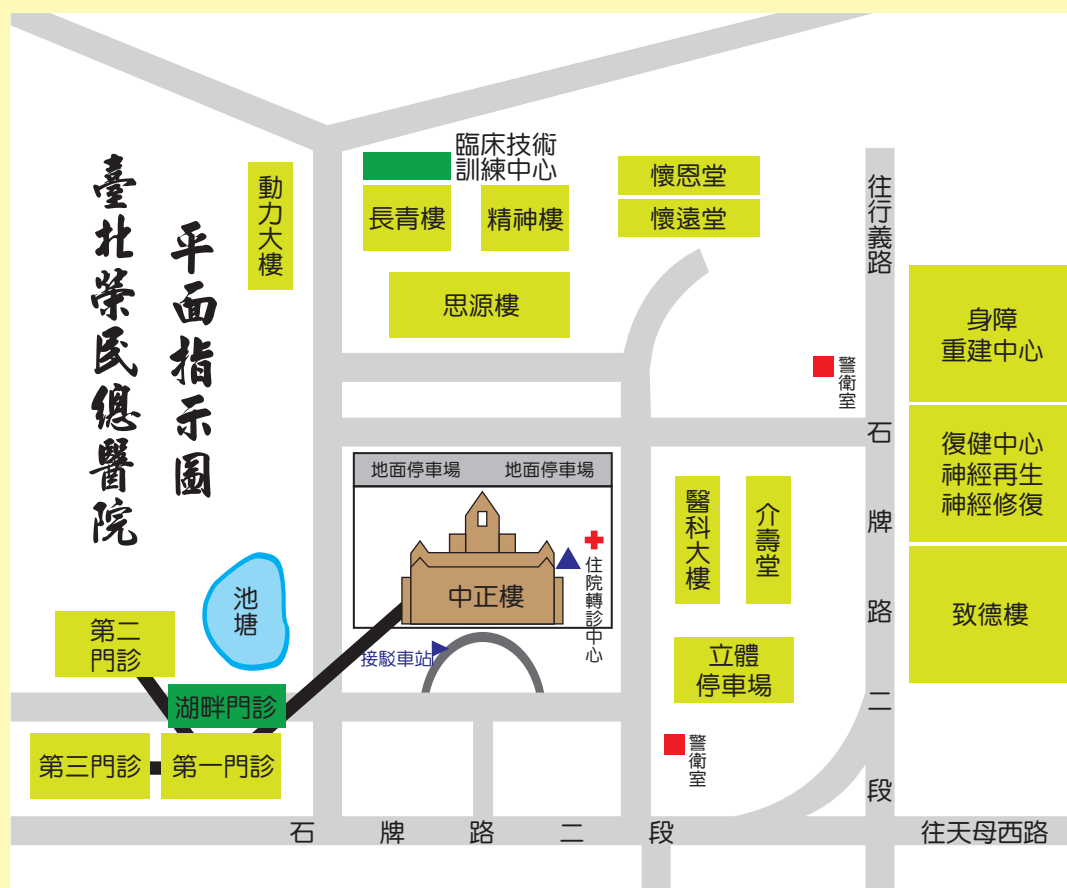 臺北榮民總醫院
平面指示圖
動力大樓
臨床技術
訓練中心
長青樓
精神樓
思源樓
懷恩堂
懷遠堂
往行義路
身障
重建中心
警衛室
復健中心
神經再生
神經修復
致德樓
地面停車場
地面停車場
中正樓
住院轉診中心
接駁車站
醫科大樓
介壽堂
立體
停車場
警衛室
池塘
第二
門診
湖畔門診
第三門診
第一門診
石牌路二段
石牌路二段
往天母西路